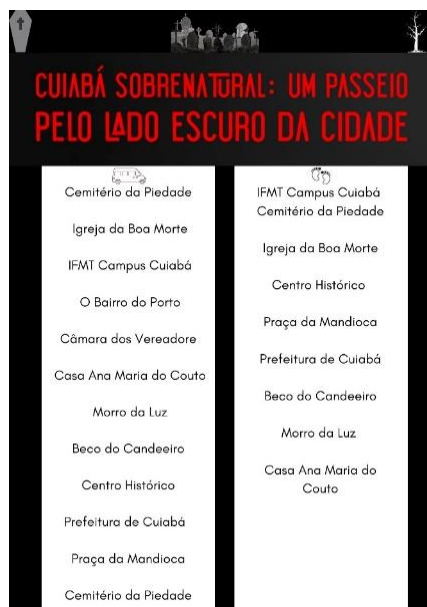 CUIABÁ SOBRENATURAL: UM PASSEIO
PELO LADO ESCURO DA CIDADE
Cemitério da Piedade
Igreja da Boa Morte
IFMT Campus Cuiabá
O Bairro do Porto
Câmara dos Vereadore
Casa Ana Maria do Couto
Morro da Luz
Beco do Candeeiro
Centro Histórico
Prefeitura de Cuiabá
Praça da Mandioca
Cemitério da Piedade
IFMT Campus Cuiabá
Cemitério da Piedade
Igreja da Boa Morte
Centro Histórico
Praça da Mandioca
Prefeitura de Cuiabá
Beco do Candeeiro
Morro da Luz
Casa Ana Maria do
Couto